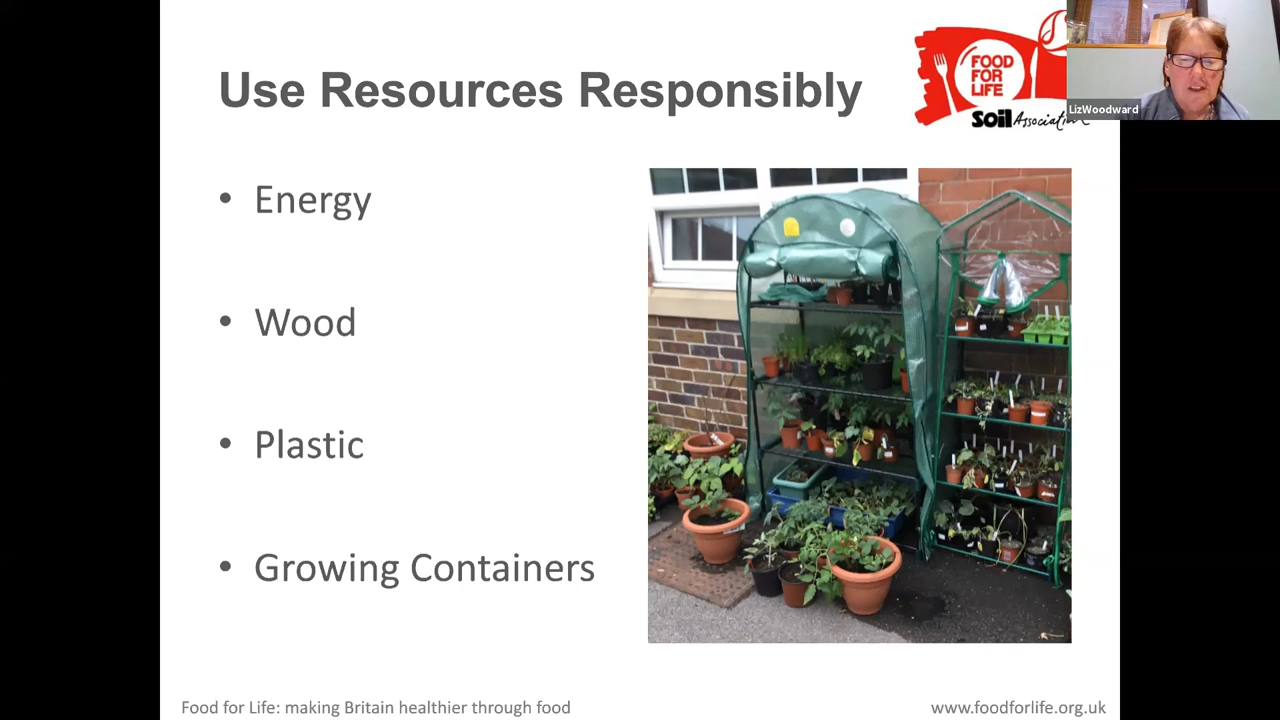 Use Resources Responsibly
FOOD
FOR
LIFE
Soil Association
LizWoodward
• Energy
• Wood
• Plastic
• Growing Containers
Food for Life: making Britain healthier through food
www.foodforlife.org.uk